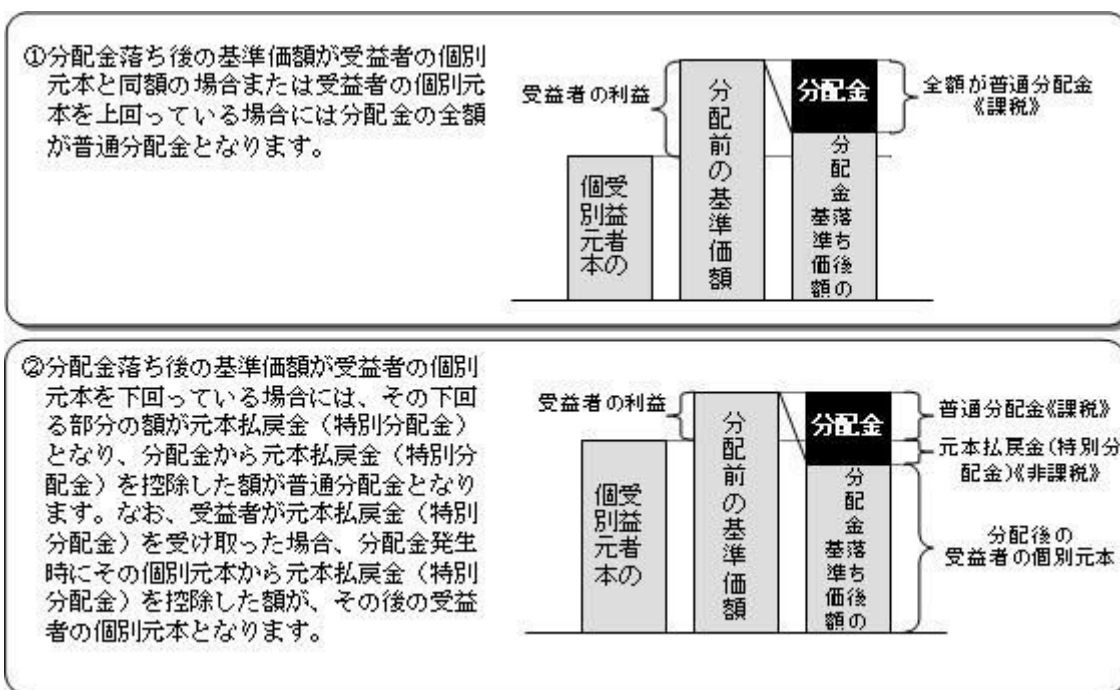 ①分配金落ち後の基準価額が受益者の個別
元本と同額の場合または受益者の個別元
本を上回っている場合には分配金の全額
が普通分配金となります。
受益者の利益
個別元本
受益者の
分配前の基準価額
分配金
分配金
基準価額
落ち後の
全額が普通分配金
《課税》
②分配金落ち後の基準価額が受益者の個別
元本を下回っている場合には、その下回
る部分の額が元本払戻金（特別分配金）
となり、分配金から元本払戻金（特別分
配金）を控除した額が普通分配金となり
ます。なお、受益者が元本払戻金（特別
分配金）を受け取った場合、分配金発生
時にその個別元本から元本払戻金（特別
分配金）を控除した額が、その後の受益
者の個別元本となります。
受益者の利益
受益者の
個別元本
分配前の基準価額
分配金
分配金
落ち後の
基準価額
普通分配金《課税》
元本払戻金(特別分
配金)《非課税》
分配後の
受益者の個別元本